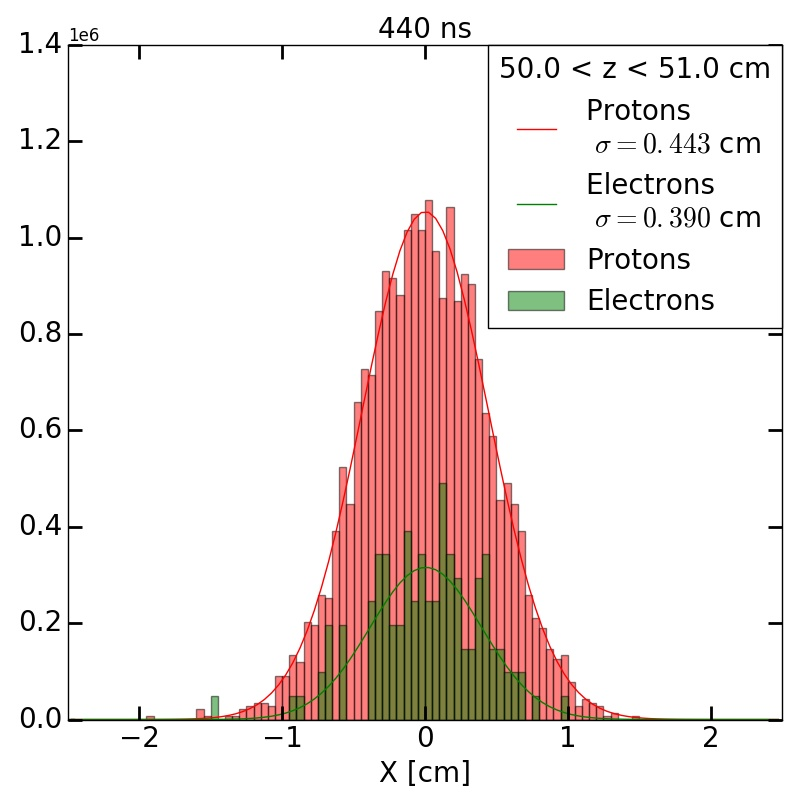 440 ns
1e6
1.4
1.2
1.0
0.8
0.6
0.4
0.2
0.0
50.0 < z < 51.0 cm
Protons
σ = 0.443 cm
Electrons
σ = 0.390 cm
Protons
Electrons
−2 −1 0 1 2
X [cm]